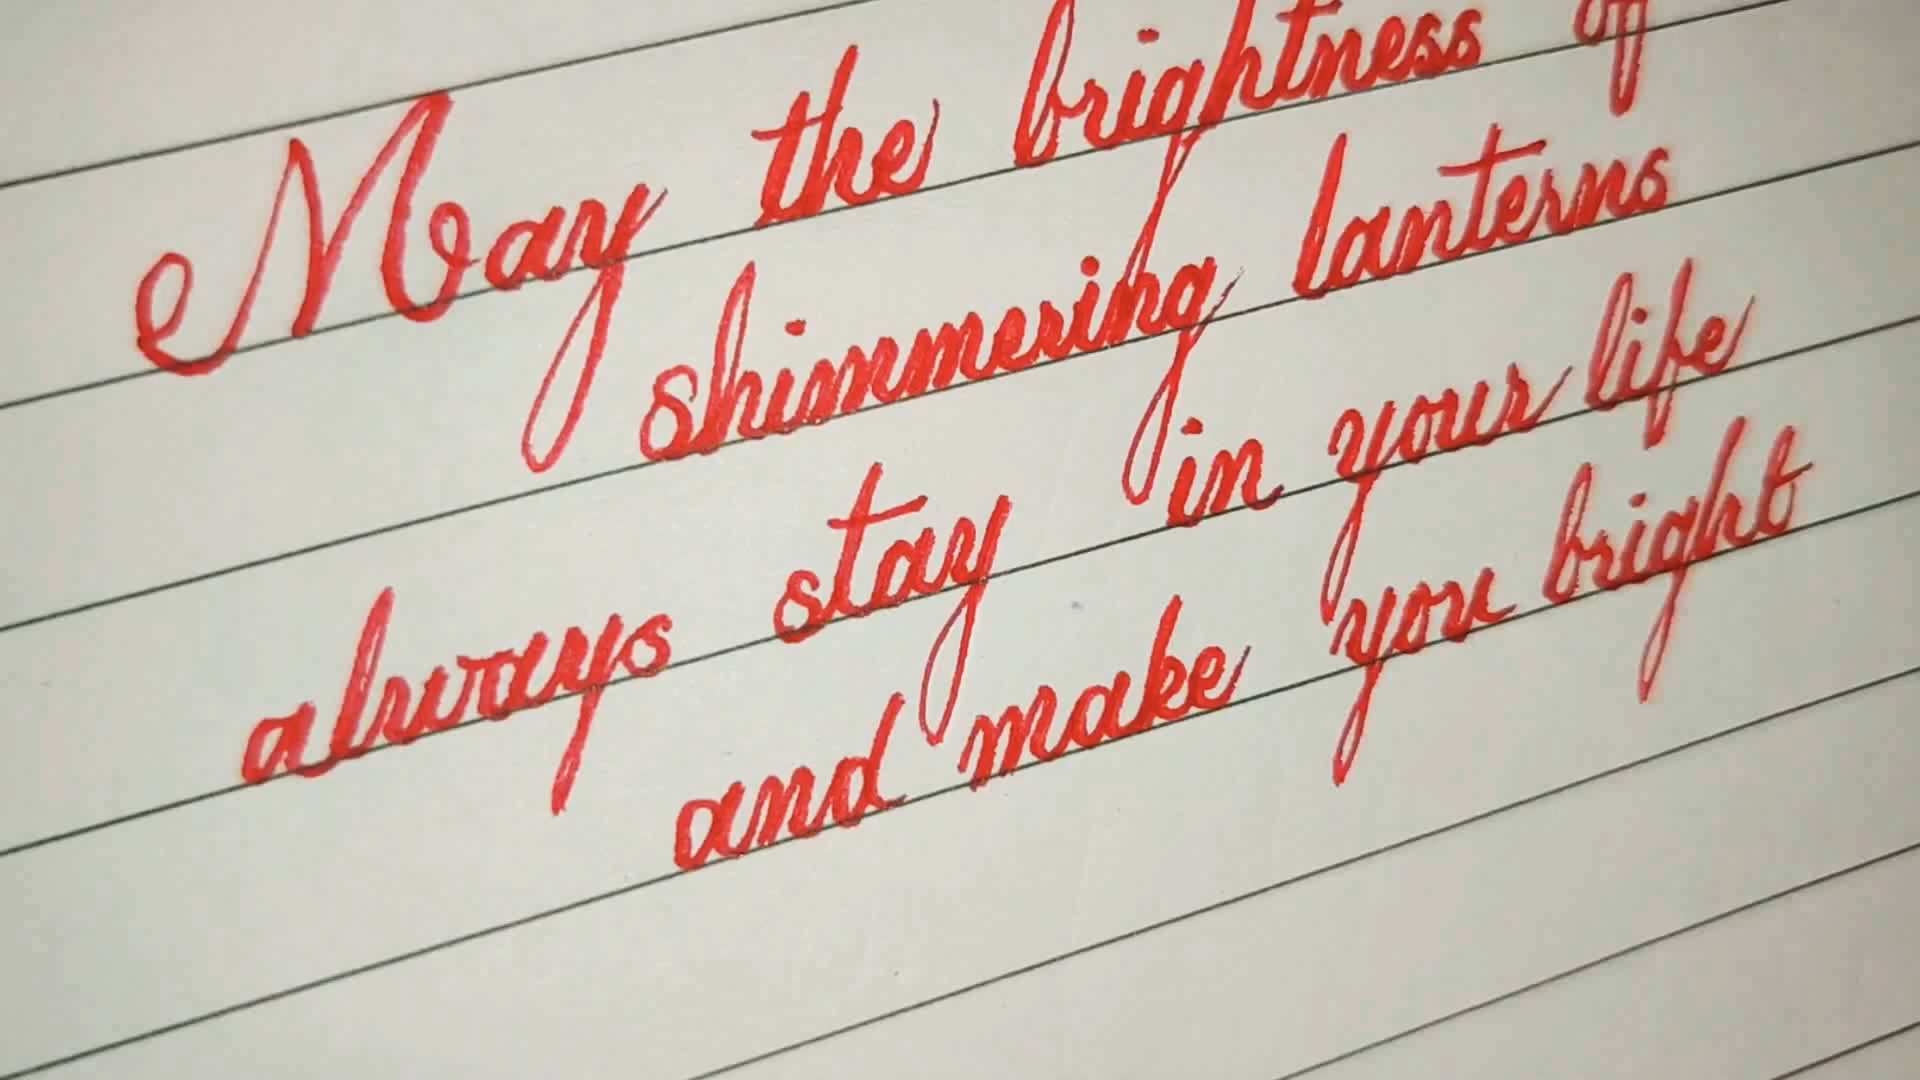 May the brightness of
shimmering lanterns
always stay in your life
and make you bright